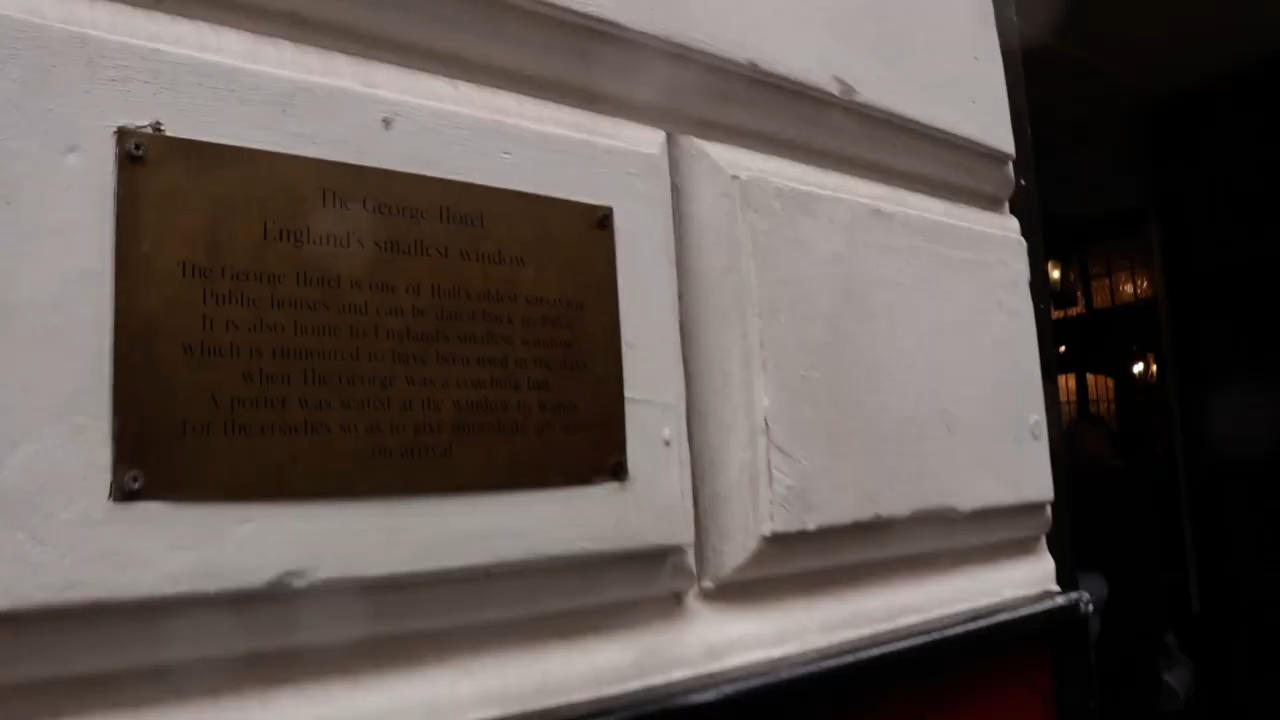 The George Hotel
England's smallest window
The George Hotel is one of Hull's oldest surviving
Public houses and can be dated back to
It is also home to England's smallest window
which is rumoured to have been used in the days
when The George was a coaching Inn
A porter was seated at the window to watch
For the coaches so as to give immediate
on arrival